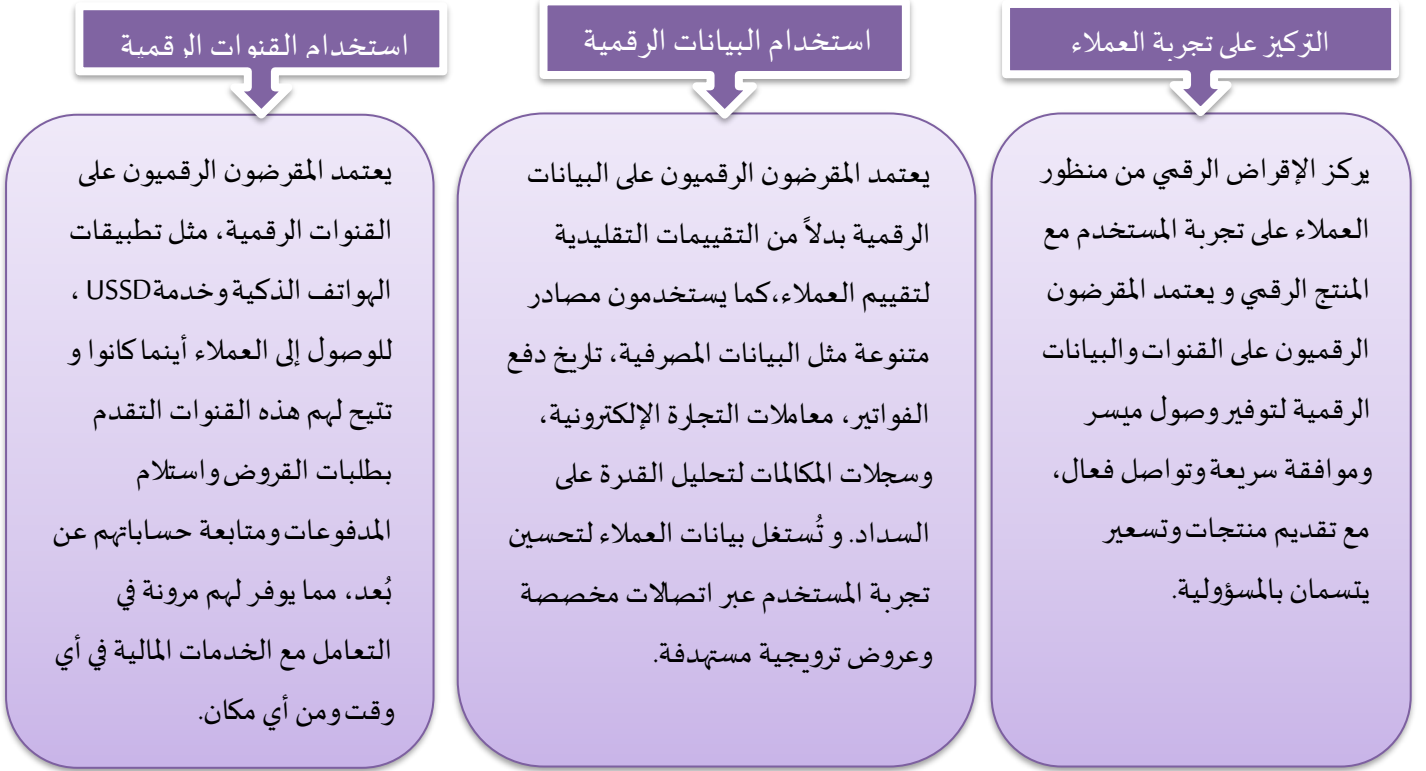 التركيز على تجربة العملاء
يركز الإقراض الرقمي من منظور
العملاء على تجربة المستخدم مع
المنتج الرقمي و يعتمد المقرضون
الرقميون على القنوات والبيانات
الرقمية لتوفير وصول ميسر
وموافقة سريعة وتواصل فعال،
مع تقديم منتجات وتسعير
يتسمان بالمسؤولية.
استخدام البيانات الرقمية
يعتمد المقرضون الرقميون على البيانات
الرقمية بدلاً من التقييمات التقليدية
لتقييم العملاء،كما يستخدمون مصادر
متنوعة مثل البيانات المصرفية، تاريخ دفع
الفواتير، معاملات التجارة الإلكترونية،
وسجلات المكالمات لتحليل القدرة على
السداد. و تُستغل بيانات العملاء لتحسين
تجربة المستخدم عبر اتصالات مخصصة
وعروض ترويجية مستهدفة.
استخدام القنوات الرقمية
يعتمد المقرضون الرقميون على
القنوات الرقمية، مثل تطبيقات
الهواتف الذكية وخدمة USSD ،
للوصول إلى العملاء أينما كانوا و
تتيح لهم هذه القنوات التقدم
بطلبات القروض واستلام
المدفوعات ومتابعة حساباتهم عن
بُعد، مما يوفر لهم مرونة في
التعامل مع الخدمات المالية في أي
وقت ومن أي مكان.